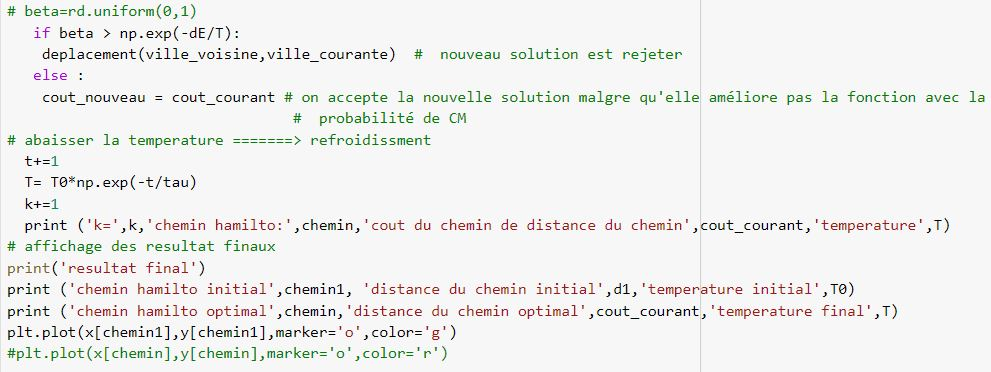 # beta=rd.uniform(0,1)
if beta > np.exp(-dE/T):
deplacement(ville_voisine,ville_courante)  #  nouveau solution est rejeter
else :
cout_nouveau = cout_courant # on accepte la nouvelle solution malgre qu'elle améliore pas la fonction avec la
#  probabilité de CM
# abaisser la temperature =======> refroidissment
t+=1
T= T0*np.exp(-t/tau)
k+=1
print ('k=',k,'chemin hamilto:',chemin,'cout du chemin de distance du chemin',cout_courant,'temperature',T)
# affichage des resultat finaux
print('resultat final')
print ('chemin hamilto initial',chemin1, 'distance du chemin initial',d1,'temperature initial',T0)
print ('chemin hamilto optimal',chemin,'distance du chemin optimal',cout_courant,'temperature final',T)
plt.plot(x[chemin1],y[chemin1],marker='o',color='g')
#plt.plot(x[chemin],y[chemin],marker='o',color='r')